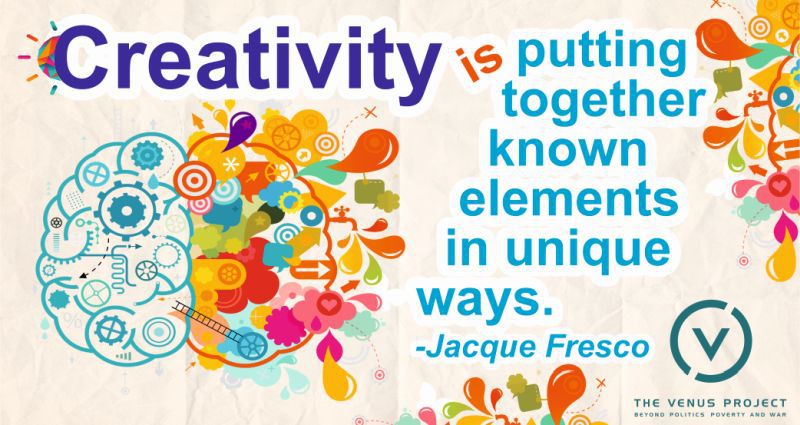 Creativity is putting
together
known
elements
in unique
ways.
-Jacque Fresco
V
THE VENUS PROJECT
BEYOND POLITICS POVERTY AND WAR
%